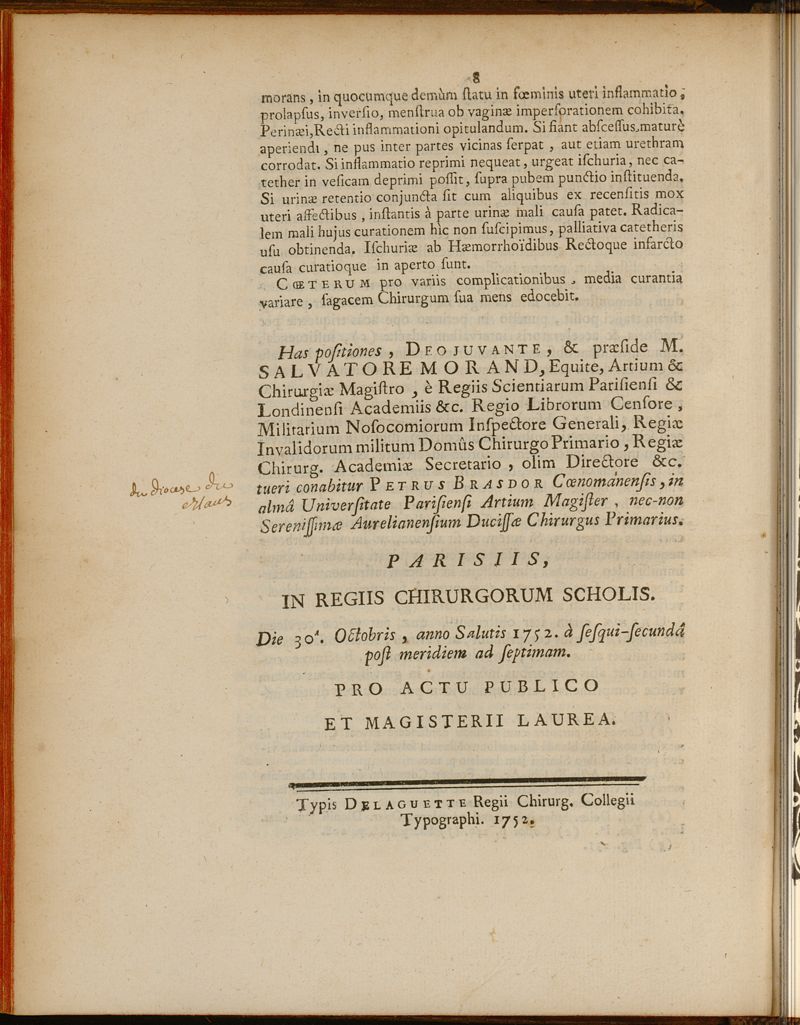 8
morans, in quocumque demùm ſtatu in fœminis uteri inflammatio,
prolapſus, inverſio, menſtrua ob vaginæ imperforationem cohibita.
Perinæi, Recti inflammationi opitulandum. Si fiant abſceſſus, maturè
aperiendi, ne pus inter partes vicinas ſerpat, aut etiam urethram
corrodat. Si inflammatio reprimi nequeat, urgeat iſchuria, nec ca-
tether in veſicam deprimi poſſit, ſupra pubem punctio inſtituenda.
Si urinæ retentio conjuncta ſit cum aliquibus ex recenſitis mox
uteri affectibus, inſtantis à parte urinæ mali cauſa patet. Radica-
lem mali hujus curationem hìc non ſuſcipimus, palliativa catetheris
uſu obtinenda. Iſchuriæ ab Hæmorrhoïdibus Rectoque infarcto
cauſa curatioque in aperto ſunt.
CŒTERUM pro variis complicationibus, media curantia
variare, ſagacem Chirurgum ſua mens edocebit.
Has poſitiones, DEO JUVANTE, & præſide M.
SALVATORE MORAND, Equite, Artium &
Chirurgiæ Magiſtro, è Regiis Scientiarum Pariſienſi &
Londinenſi Academiis &c. Regio Librorum Cenſore,
Militarium Noſocomiorum Inſpectore Generali, Regiæ
Invalidorum militum Domûs Chirurgo Primario, Regiæ
Chirurg. Academiæ Secretario, olim Directore &c.
tueri conabitur PETRUS BRASDOR Cœnomanenſis, in
almâ Univerſitate Pariſienſi Artium Magiſter, nec-non
Sereniſſimæ Aurelianenſium Duciſſæ Chirurgus Primarius.
du diocese du
Mans
PARISIIS,
IN REGIIS CHIRURGORUM SCHOLIS.
Die 30ª. Octobris, anno Salutis 1752. à ſeſqui-ſecundâ
poſt meridiem ad ſeptimam.
PRO ACTU PUBLICO
ET MAGISTERII LAUREA.
Typis DELAGUETTE Regii Chirurg. Collegii
Typographi. 1752.